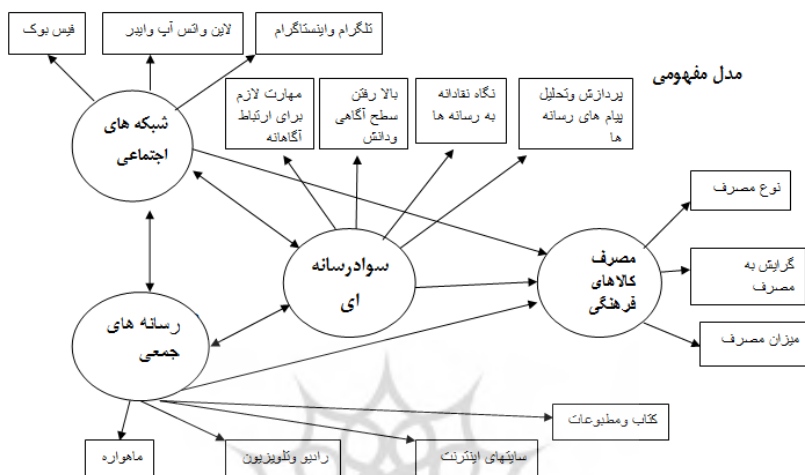 تلگرام واینستاگرام
لاین واتس آپ وایبر
فیس بوک
مدل مفهومی
پردازش وتحلیل
پیام های رسانه
ها
نگاه نقادانه
به رسانه ها
بالا رفتن
سطح آگاهی
ودانش
مهارت لازم
برای ارتباط
آگاهانه
شبکه های
اجتماعی
نوع مصرف
مصرف
کالاهای
فرهنگی
سوادرسانه
ای
گرایش به
مصرف
رسانه های
جمعی
میزان مصرف
کتاب ومطبوعات
سایتهای اینترنت
رادیو وتلویزیون
ماهواره